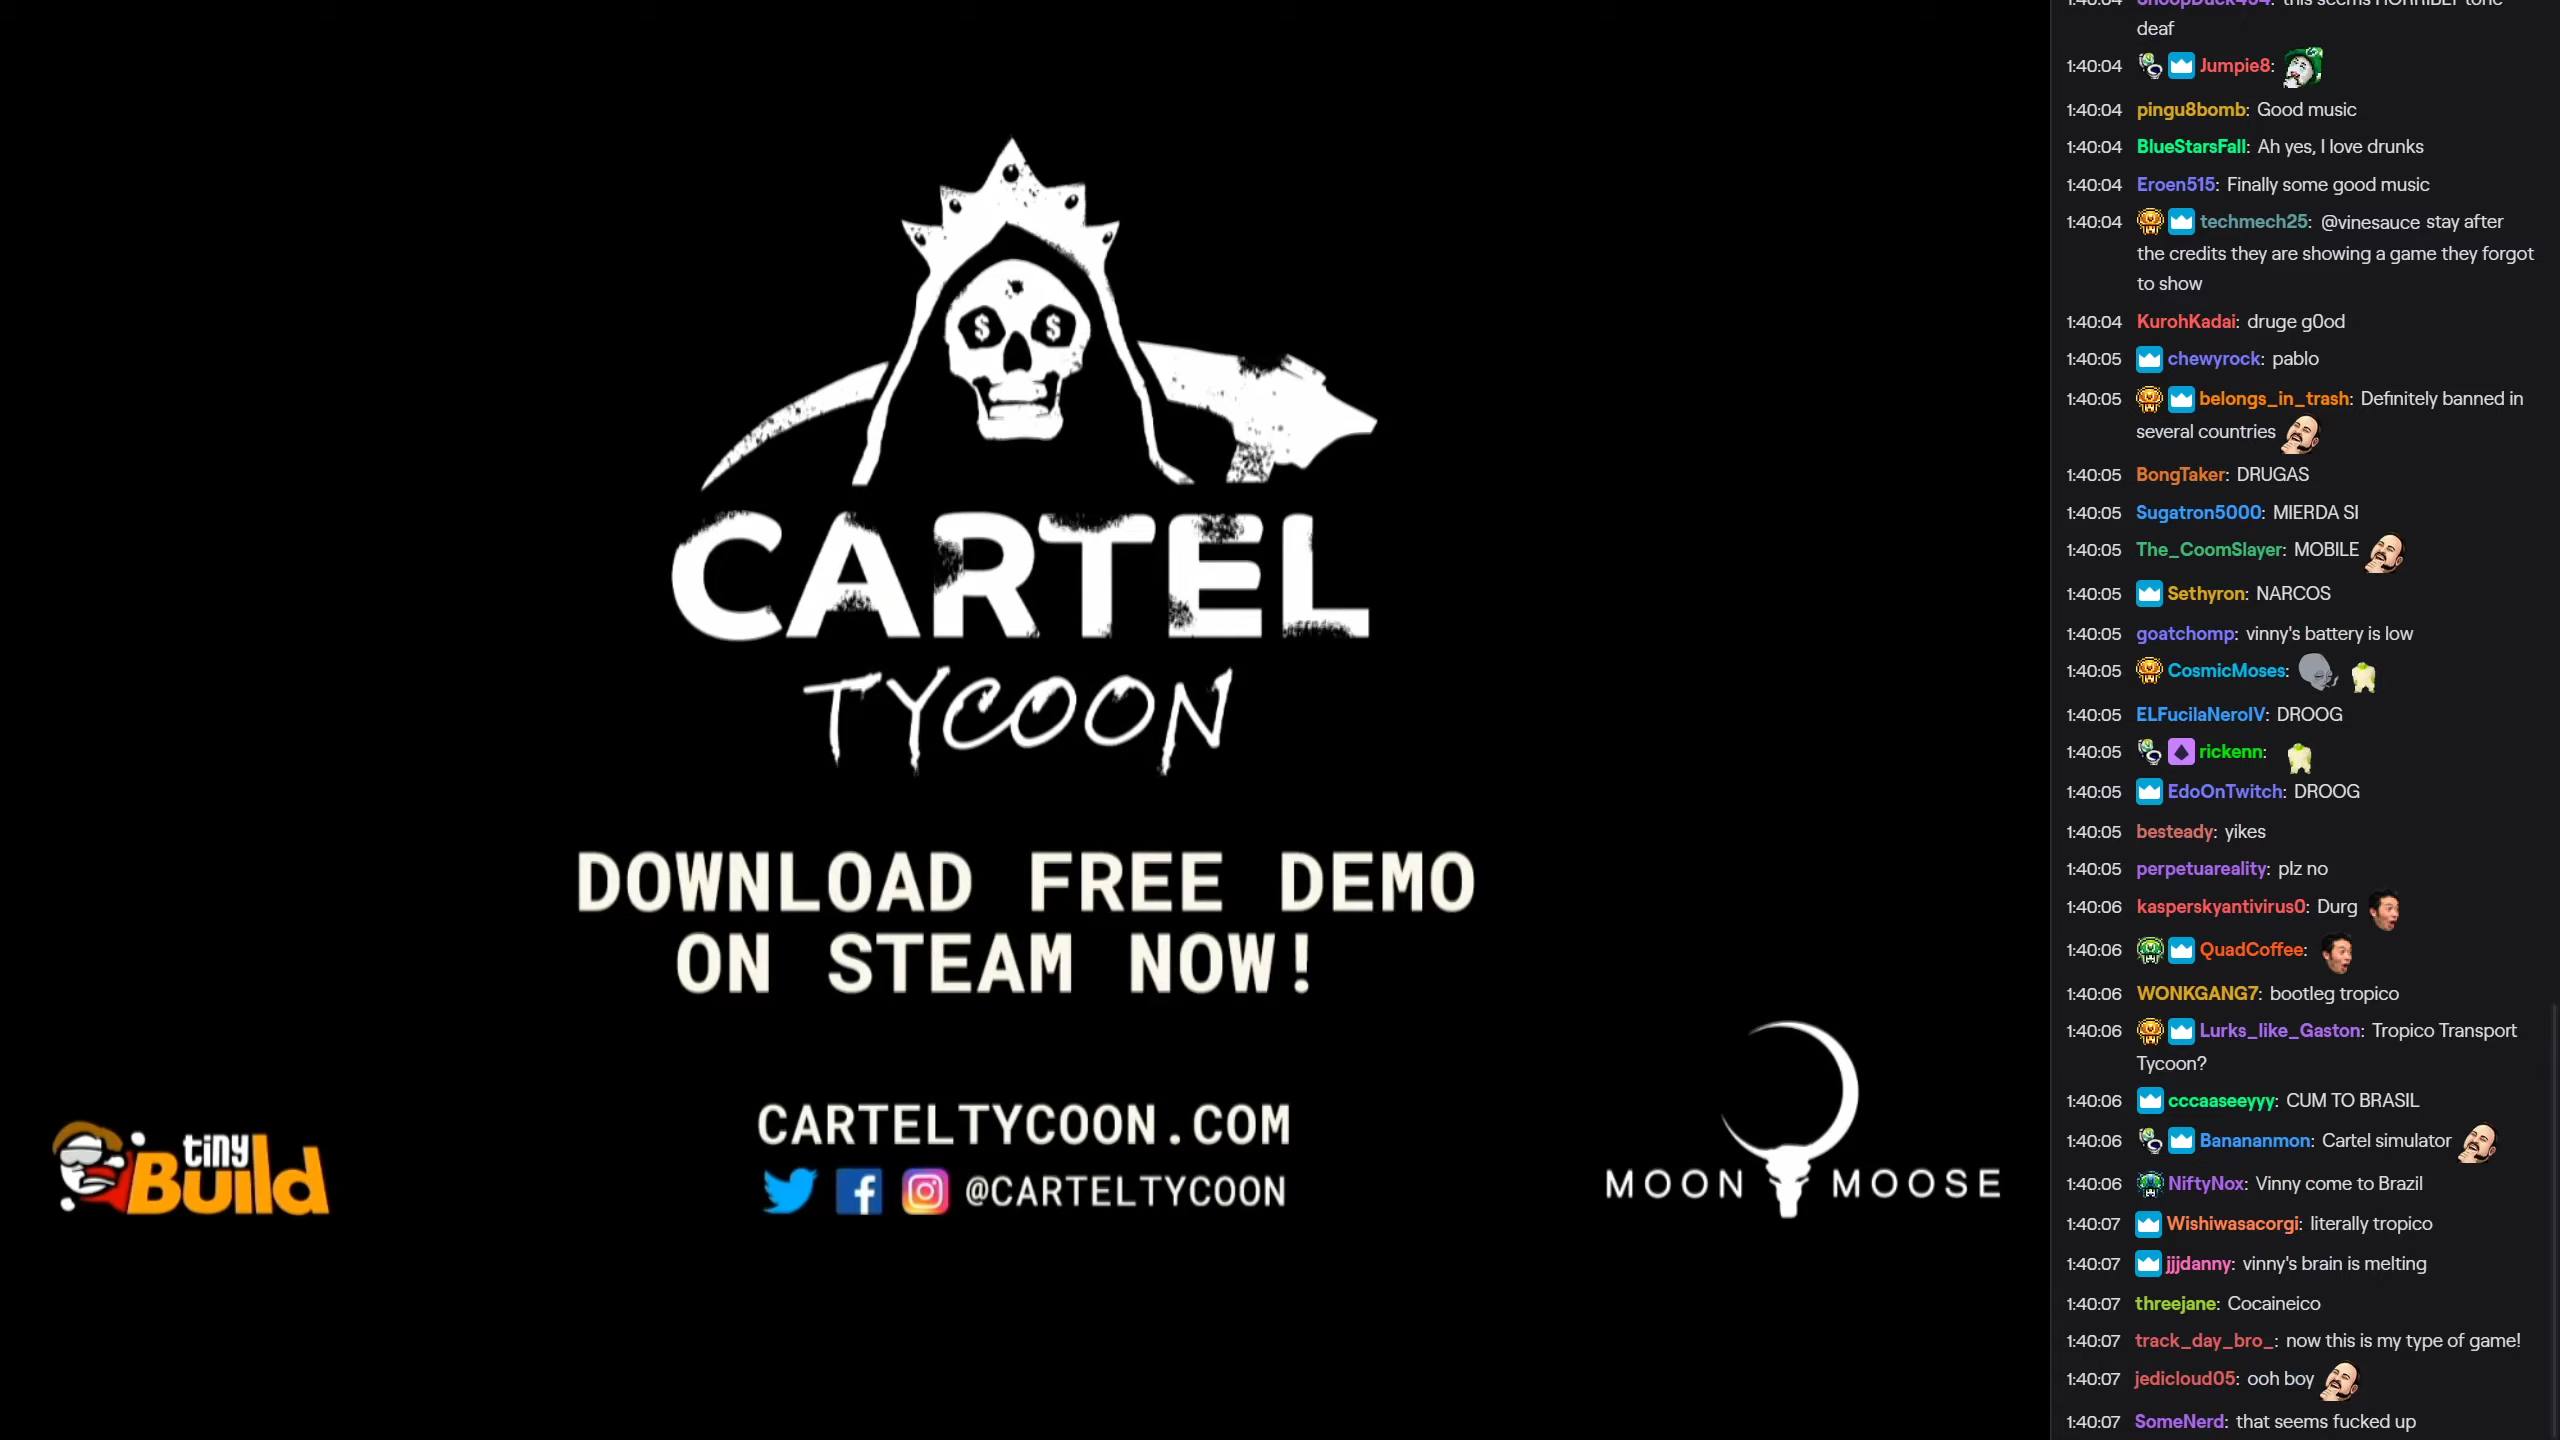 CARTEL
TYCOON
DOWNLOAD FREE DEMO
ON STEAM NOW!
CARTELTYCOON.COM
@CARTELTYCOON
tiny
Build
MOON MOOSE
deaf
1:40:04 Jumpie8:
1:40:04 pingu8bomb: Good music
1:40:04 BlueStarsFall: Ah yes, I love drunks
1:40:04 Eroen515: Finally some good music
1:40:04 techmech25: @vinesauce stay after
the credits they are showing a game they forgot
to show
1:40:04 KurohKadai: druge g0od
1:40:05 chewyrock: pablo
1:40:05 belongs_in_trash: Definitely banned in
several countries
1:40:05 BongTaker: DRUGAS
1:40:05 Sugatron5000: MIERDA SI
1:40:05 The_CoomSlayer: MOBILE
1:40:05 Sethyron: NARCOS
1:40:05 goatchomp: vinny's battery is low
1:40:05 CosmicMoses:
1:40:05 ELFucilaNeroIV: DROOG
1:40:05 rickenn:
1:40:05 EdoOnTwitch: DROOG
1:40:05 besteady: yikes
1:40:05 perpetuareality: plz no
1:40:06 kasperskyantivirus0: Durg
1:40:06 QuadCoffee:
1:40:06 WONKGANG7: bootleg tropico
1:40:06 Lurks_like_Gaston: Tropico Transport
Tycoon?
1:40:06 cccaaseeyyy: CUM TO BRASIL
1:40:06 Banananmon: Cartel simulator
1:40:06 NiftyNox: Vinny come to Brazil
1:40:07 Wishiwasacorgi: literally tropico
1:40:07 jjjdanny: vinny's brain is melting
1:40:07 threejane: Cocaineico
1:40:07 track_day_bro_: now this is my type of game!
1:40:07 jedicloud05: ooh boy
1:40:07 SomeNerd: that seems fucked up